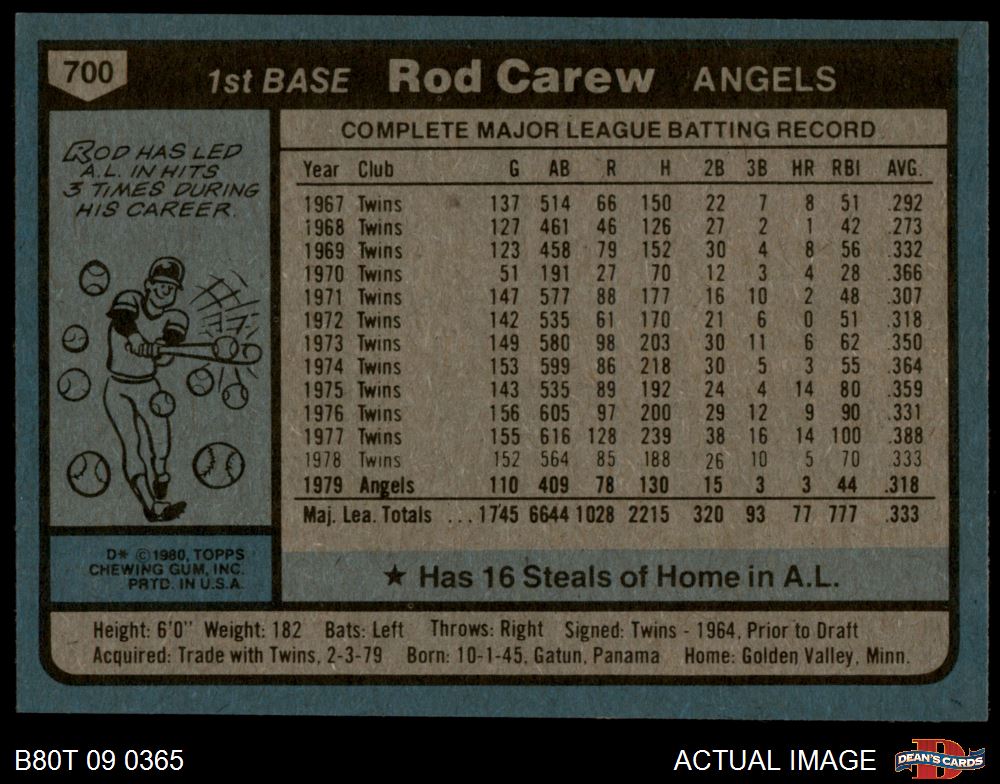 700
1st BASE Rod Carew ANGELS
ROD HAS LED
A.L. IN HITS
3 TIMES DURING
HIS CAREER.
COMPLETE MAJOR LEAGUE BATTING RECORD
Year Club G AB R H 2B 3B HR RBI AVG.
1967 Twins 137 514 66 150 22 7 8 51 .292
1968 Twins 127 461 46 126 27 2 1 42 .273
1969 Twins 123 458 79 152 30 4 8 56 .332
1970 Twins 51 191 27 70 12 3 4 28 .366
1971 Twins 147 577 88 177 16 10 2 48 .307
1972 Twins 142 535 61 170 21 6 0 51 .318
1973 Twins 149 580 98 203 30 11 6 62 .350
1974 Twins 153 599 86 218 30 5 3 55 .364
1975 Twins 143 535 89 192 24 4 14 80 .359
1976 Twins 156 605 97 200 29 12 9 90 .331
1977 Twins 155 616 128 239 38 16 14 100 .388
1978 Twins 152 564 85 188 26 10 5 70 .333
1979 Angels 110 409 78 130 15 3 3 44 .318
Maj. Lea. Totals ...1745 6644 1028 2215 320 93 77 777 .333
D* © 1980, TOPPS
CHEWING GUM, INC.
PRTD. IN U.S.A.
★ Has 16 Steals of Home in A.L.
Height: 6'0" Weight: 182 Bats: Left Throws: Right Signed: Twins - 1964, Prior to Draft
Acquired: Trade with Twins, 2-3-79 Born: 10-1-45, Gatun, Panama Home: Golden Valley, Minn.
B80T 09 0365
ACTUAL IMAGE
D
DEAN'S CARDS